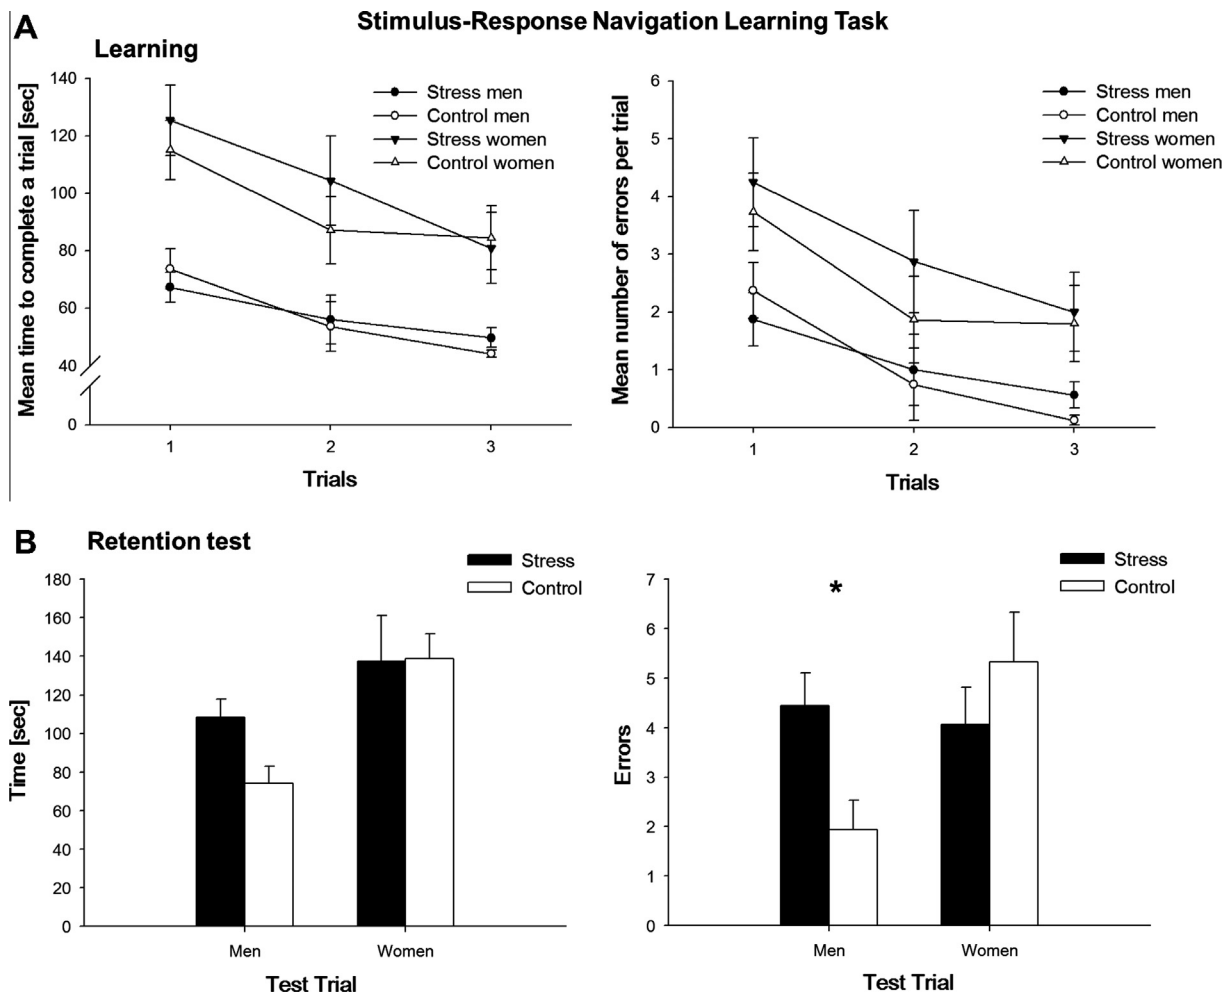 Stimulus-Response Navigation Learning Task
A
Learning
Mean time to complete a trial [sec]
140
120
100
80
60
40
0
Stress men
Control men
Stress women
Control women
1 2 3
Trials
Mean number of errors per trial
6
5
4
3
2
1
0
Stress men
Control men
Stress women
Control women
1 2 3
Trials
B
Retention test
Time [sec]
180
160
140
120
100
80
60
40
20
0
Stress
Control
Men Women
Test Trial
Errors
7
6
5
4
3
2
1
0
*
Stress
Control
Men Women
Test Trial